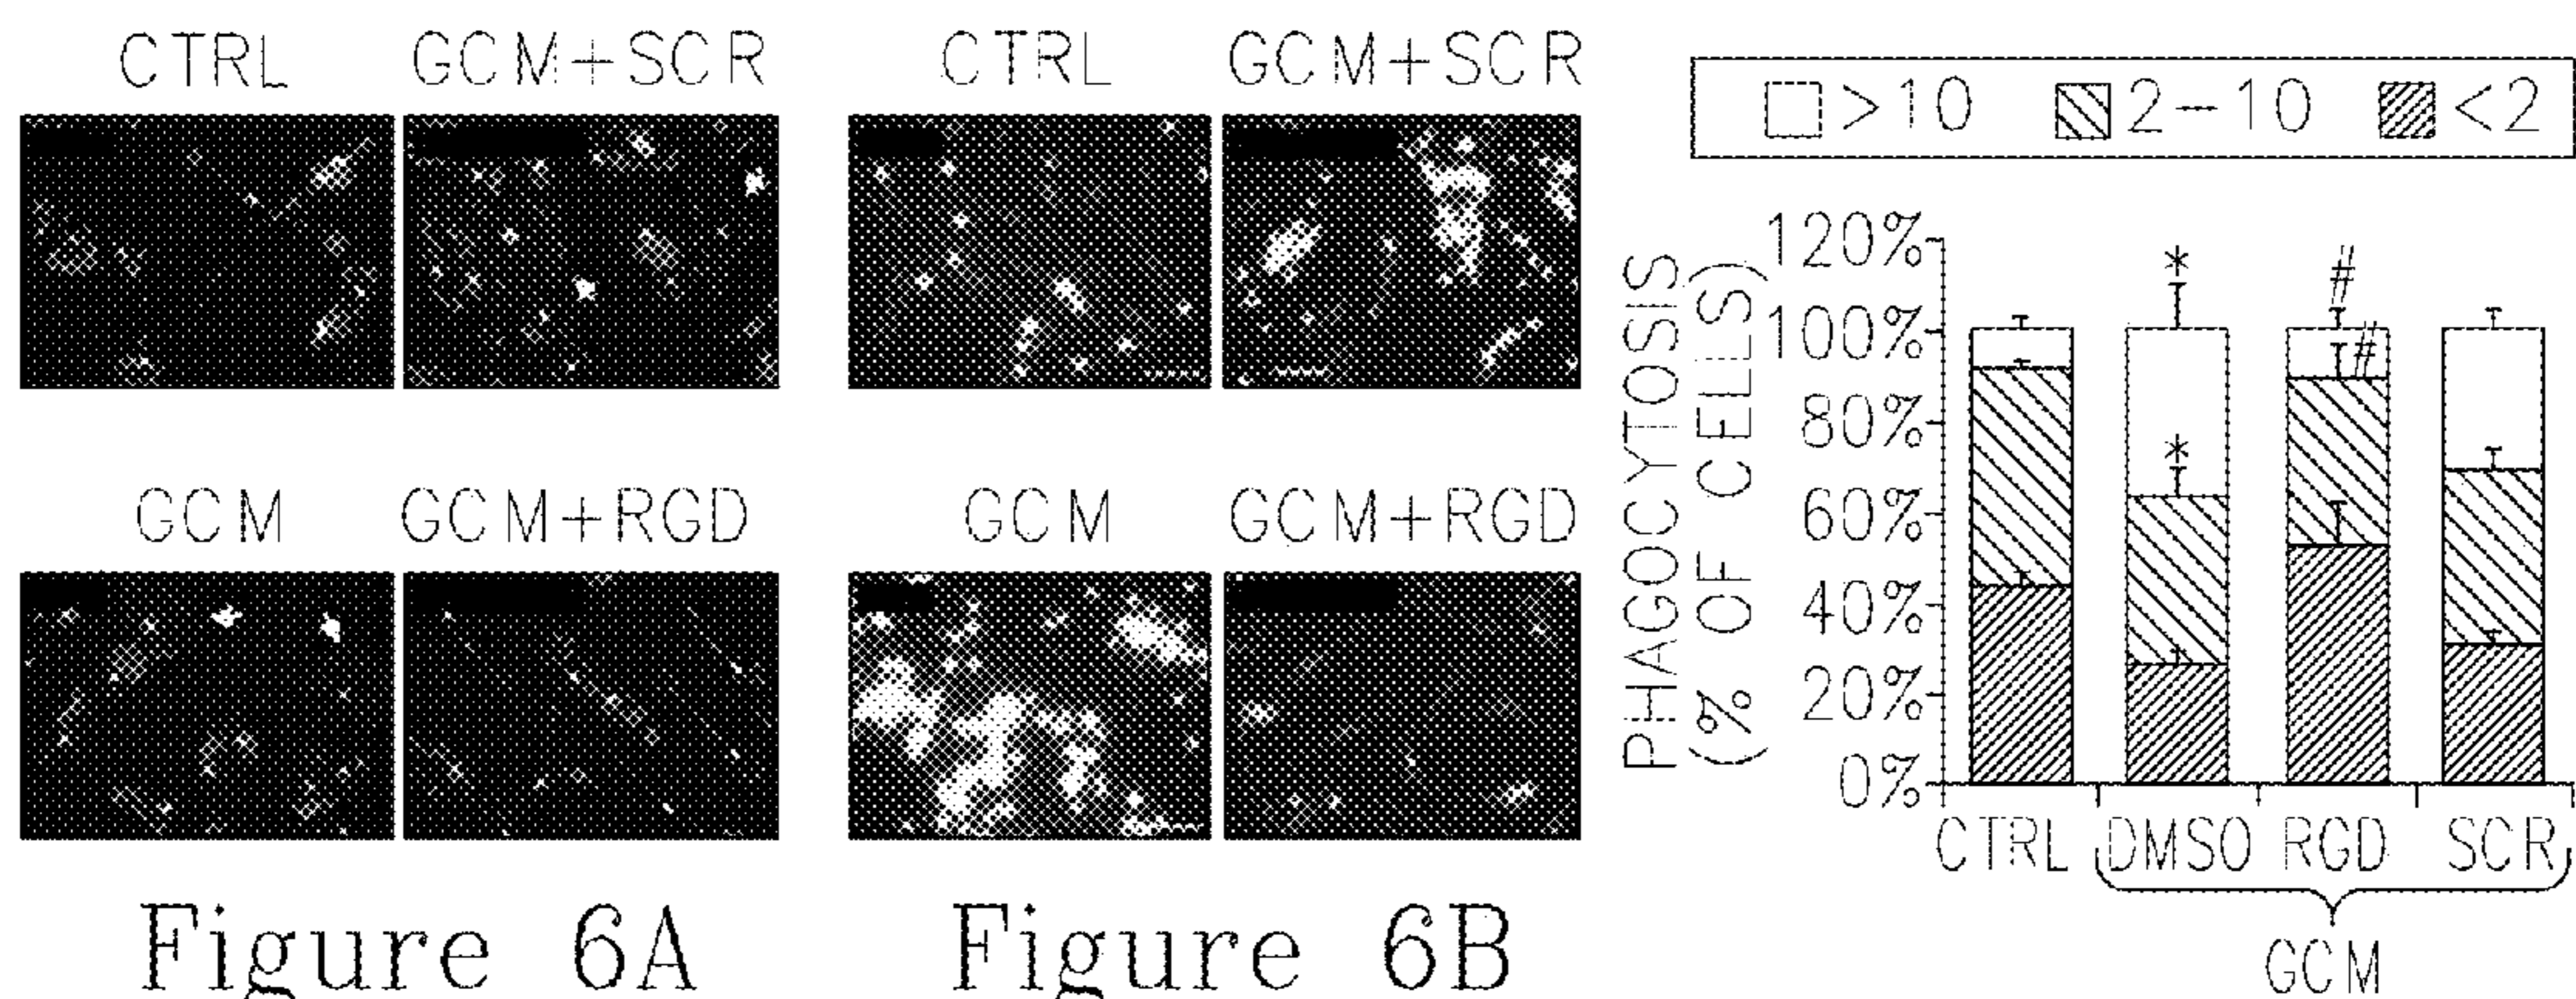 CTRL
GCM+SCR
GCM
GCM+RGD
Figure 6A
CTRL
GCM+SCR
GCM
GCM+RGD
Figure 6B
>10 2-10 <2
PHAGOCYTOSIS
(% OF CELLS)
120%
100%
80%
60%
40%
20%
0%
*
*
#
#
CTRL DMSO RGD SCR
GCM